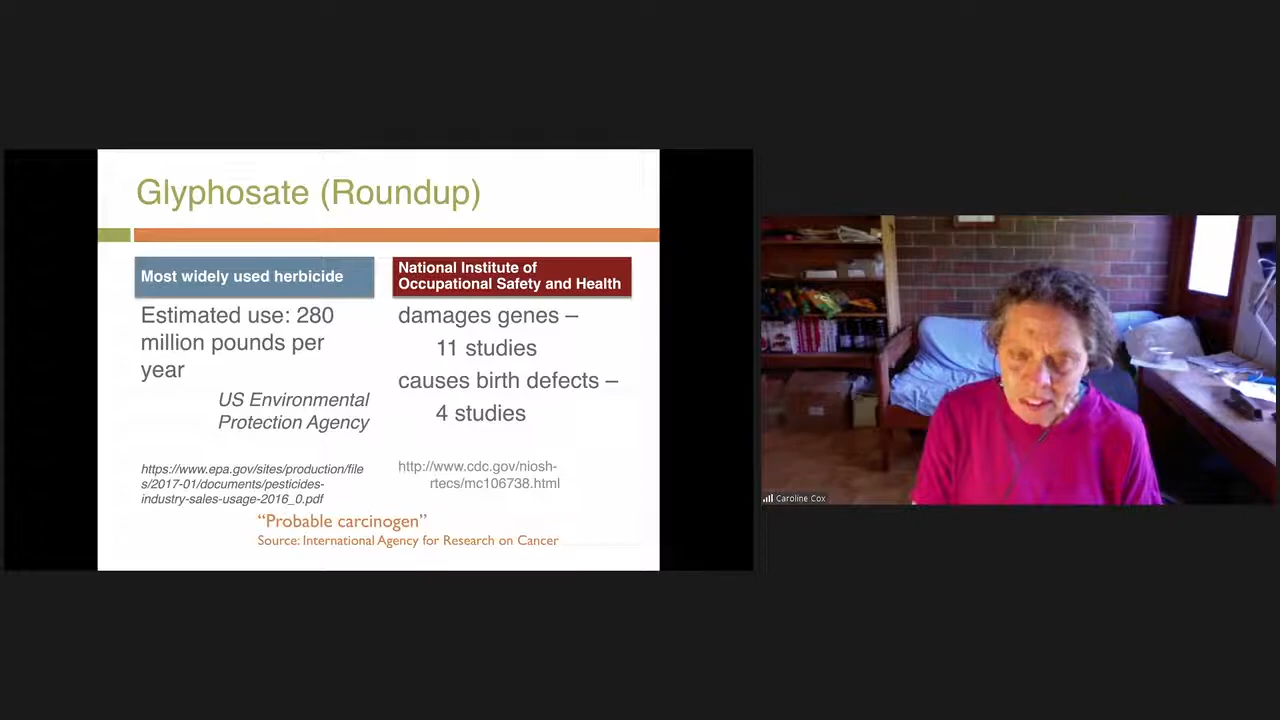 Glyphosate (Roundup)
Most widely used herbicide
Estimated use: 280
million pounds per
year
US Environmental
Protection Agency
https://www.epa.gov/sites/production/file
s/2017-01/documents/pesticides-
industry-sales-usage-2016_0.pdf
National Institute of
Occupational Safety and Health
damages genes –
11 studies
causes birth defects –
4 studies
http://www.cdc.gov/niosh-
rtecs/mc106738.html
“Probable carcinogen”
Source: International Agency for Research on Cancer
Caroline Cox